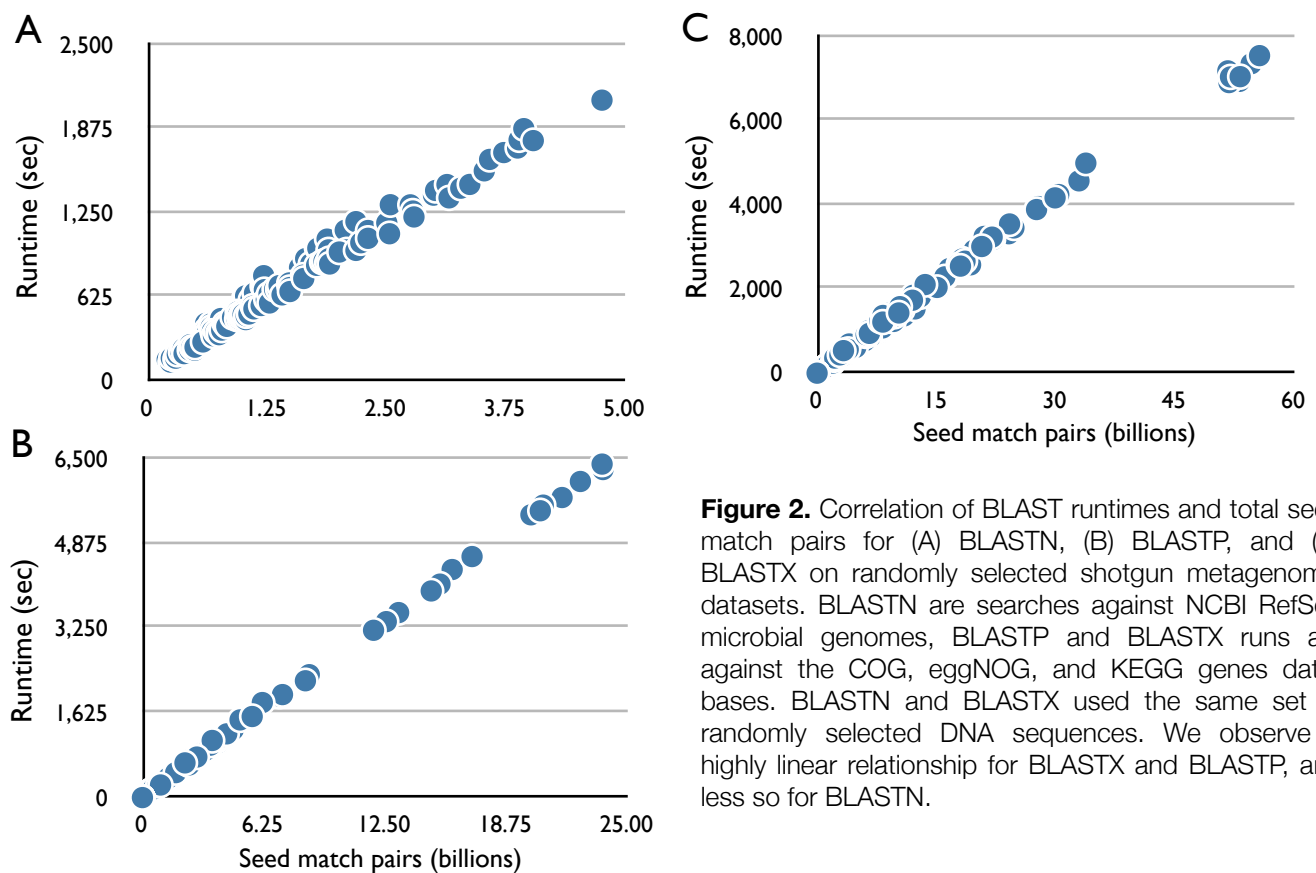 A
2,500
1,875
1,250
625
0
Runtime (sec)
0 1.25 2.50 3.75 5.00
B
6,500
4,875
3,250
1,625
0
Runtime (sec)
0 6.25 12.50 18.75 25.00
Seed match pairs (billions)
C
8,000
6,000
4,000
2,000
0
Runtime (sec)
0 15 30 45 60
Seed match pairs (billions)
Figure 2. Correlation of BLAST runtimes and total see
match pairs for (A) BLASTN, (B) BLASTP, and (
BLASTX on randomly selected shotgun metagenom
datasets. BLASTN are searches against NCBI RefSe
microbial genomes, BLASTP and BLASTX runs a
against the COG, eggNOG, and KEGG genes dat
bases. BLASTN and BLASTX used the same set
randomly selected DNA sequences. We observe
highly linear relationship for BLASTX and BLASTP, an
less so for BLASTN.